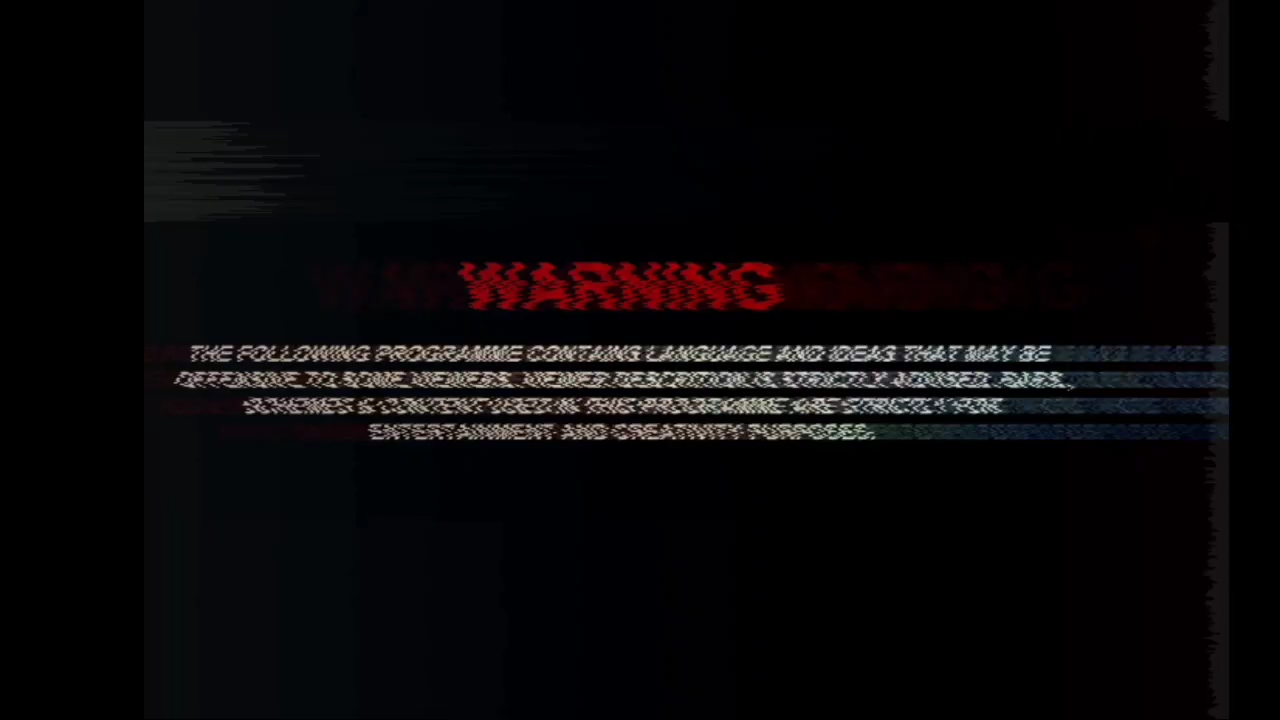 WARNING
THE FOLLOWING PROGRAMME CONTAINS LANGUAGE AND IDEAS THAT MAY BE
OFFENSIVE TO SOME VIEWERS. VIEWER DISCRETION IS STRICTLY ADVISED.
THEMES & CONTENT USED IN THIS PROGRAMME ARE STRICTLY FOR
ENTERTAINMENT AND CREATIVITY PURPOSES.